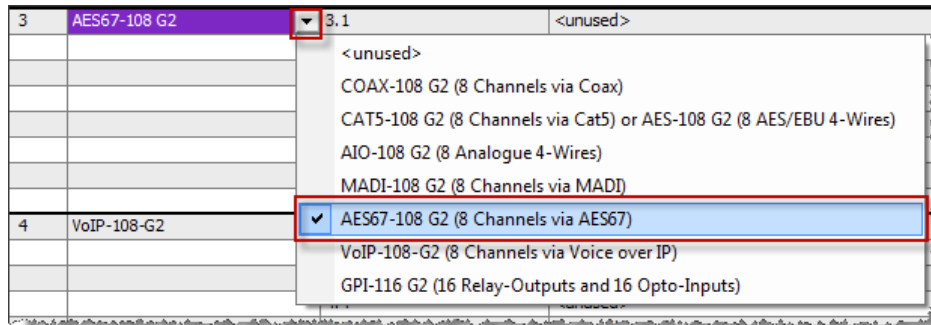 3 AES67-108 G2 3.1 <unused>
<unused>
COAX-108 G2 (8 Channels via Coax)
CAT5-108 G2 (8 Channels via Cat5) or AES-108 G2 (8 AES/EBU 4-Wires)
AIO-108 G2 (8 Analogue 4-Wires)
MADI-108 G2 (8 Channels via MADI)
AES67-108 G2 (8 Channels via AES67)
4 VoIP-108-G2
VoIP-108-G2 (8 Channels via Voice over IP)
GPI-116 G2 (16 Relay-Outputs and 16 Opto-Inputs)